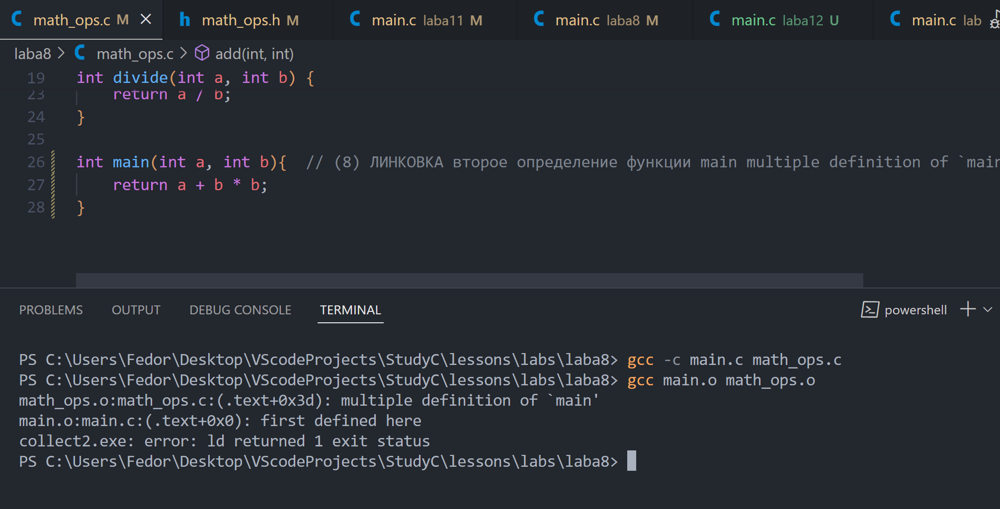 math_ops.c M
math_ops.h M
main.c laba11 M
main.c laba8 M
main.c laba12 U
main.c lab
laba8 > math_ops.c > add(int, int)
19 int divide(int a, int b) {
23 return a / b;
24 }
25
26 int main(int a, int b){  // (8) ЛИНКОВКА второе определение функции main multiple definition of `main
27 return a + b * b;
28 }
PROBLEMS OUTPUT DEBUG CONSOLE TERMINAL powershell
PS C:\Users\Fedor\Desktop\VScodeProjects\StudyC\lessons\labs\laba8> gcc -c main.c math_ops.c
PS C:\Users\Fedor\Desktop\VScodeProjects\StudyC\lessons\labs\laba8> gcc main.o math_ops.o
math_ops.o:math_ops.c:(.text+0x3d): multiple definition of `main'
main.o:main.c:(.text+0x0): first defined here
collect2.exe: error: ld returned 1 exit status
PS C:\Users\Fedor\Desktop\VScodeProjects\StudyC\lessons\labs\laba8>